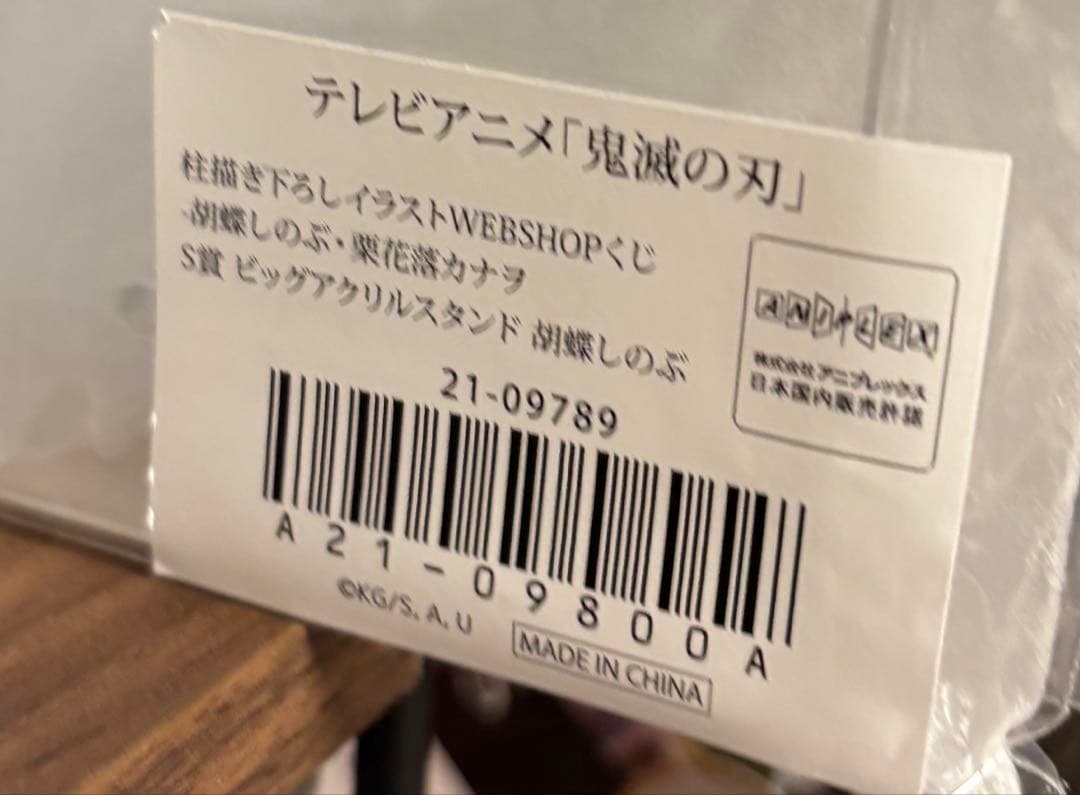 テレビアニメ「鬼滅の刃」
柱描き下ろしイラストWEBSHOPくじ
-胡蝶しのぶ・栗花落カナヲ
S賞 ビッグアクリルスタンド 胡蝶しのぶ
21-09789
A21-09800A
©KG/S, A, U
MADE IN CHINA
ANIPLEX
株式会社アニプレックス
日本国内販売許諾